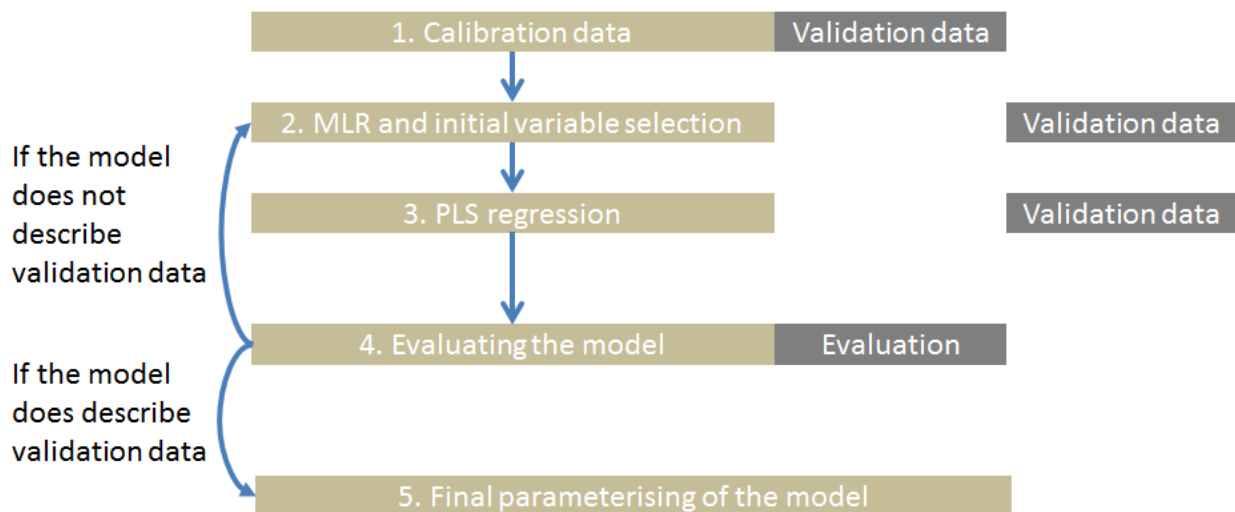 1. Calibration data
Validation data
2. MLR and initial variable selection
Validation data
If the model
does not
describe
validation data
3. PLS regression
Validation data
4. Evaluating the model
Evaluation
If the model
does describe
validation data
5. Final parameterising of the model